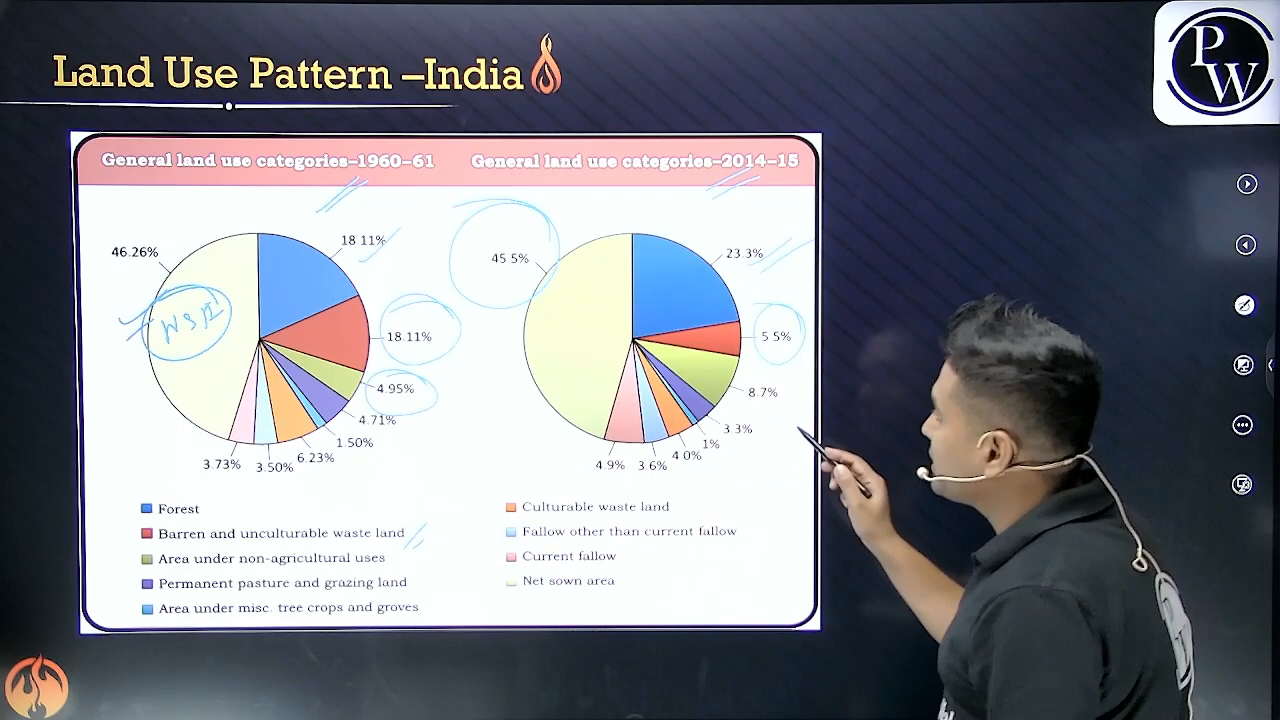 Land Use Pattern –India
PW
General land use categories–1960–61
General land use categories–2014–15
46.26%
18 11%
18.11%
4.95%
4.71%
1.50%
6.23%
3.50%
3.73%
45 5%
23.3%
5 5%
8.7%
3 3%
1%
4 0%
3 6%
4.9%
Forest
Barren and unculturable waste land
Area under non-agricultural uses
Permanent pasture and grazing land
Area under misc. tree crops and groves
Culturable waste land
Fallow other than current fallow
Current fallow
Net sown area